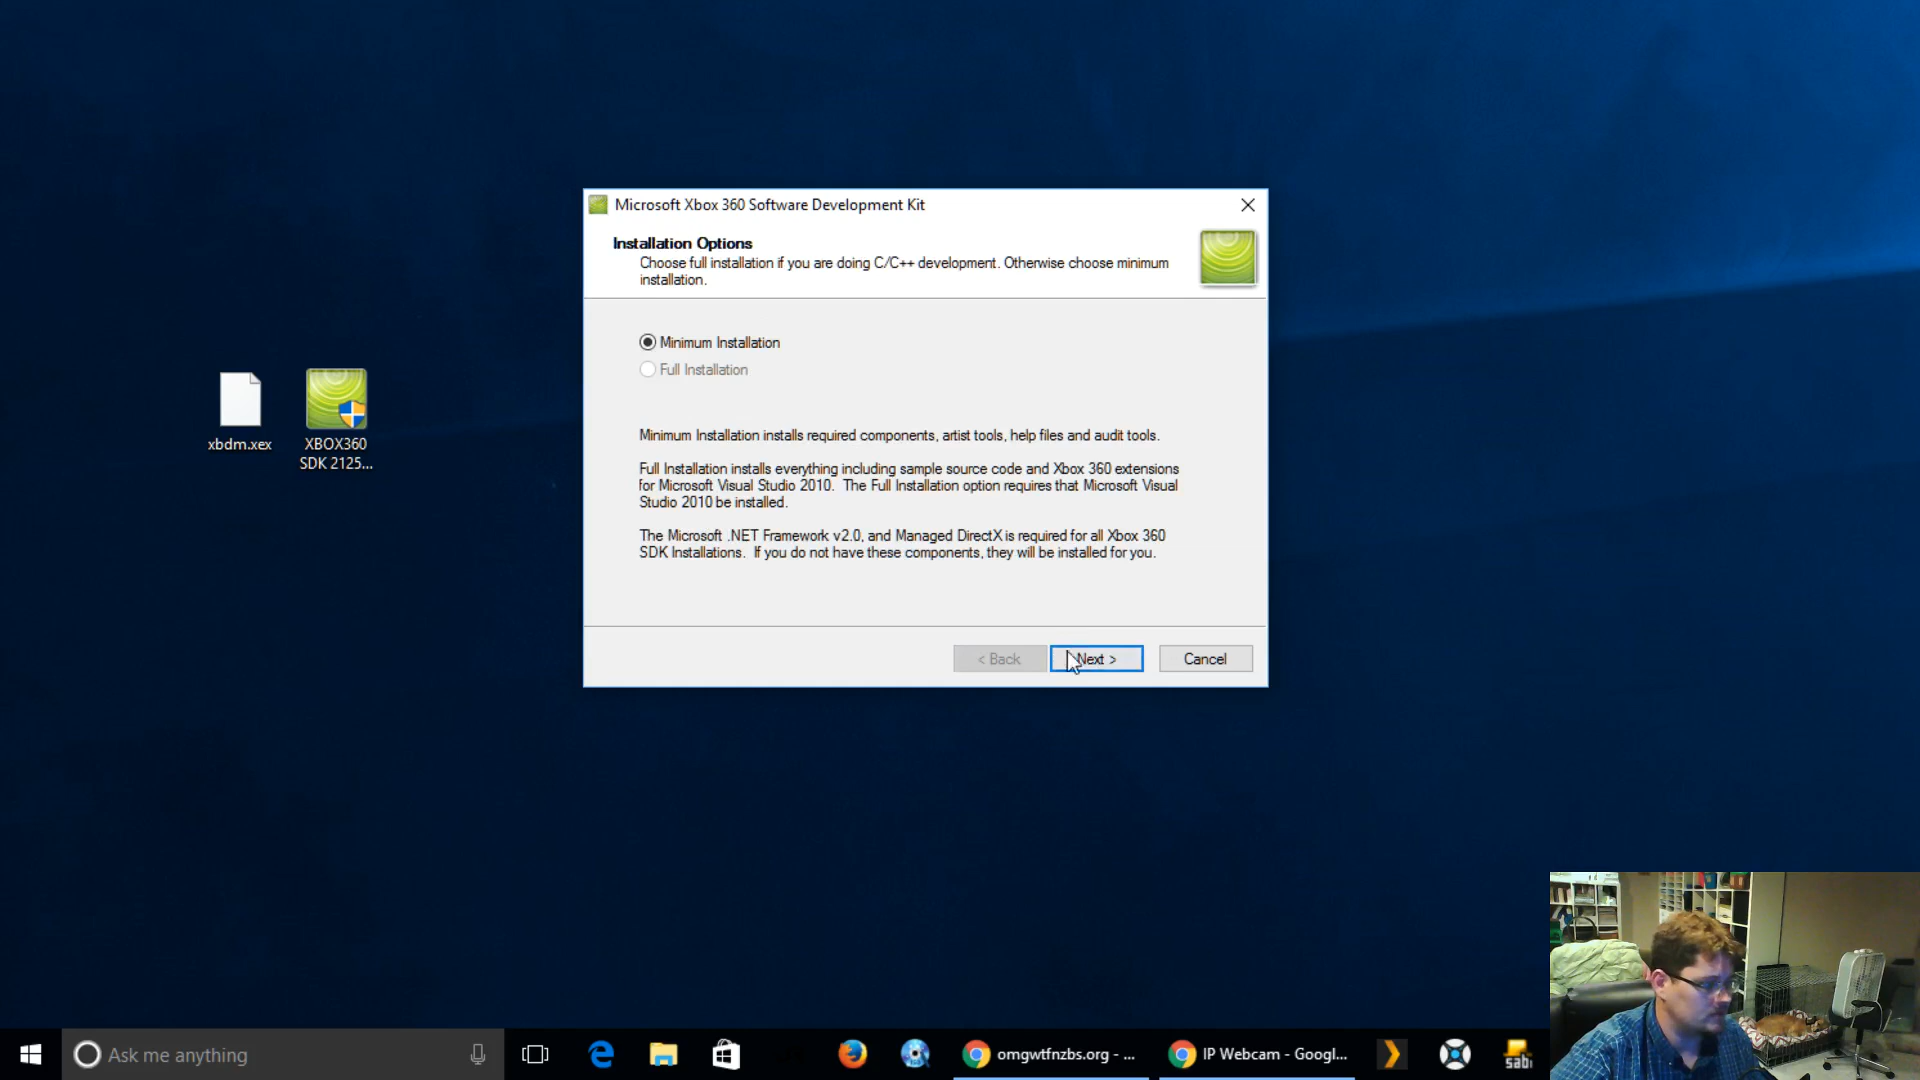 Microsoft Xbox 360 Software Development Kit
Installation Options
Choose full installation if you are doing C/C++ development. Otherwise choose minimum
installation.
Minimum Installation
Full Installation
Minimum Installation installs required components, artist tools, help files and audit tools.
Full Installation installs everything including sample source code and Xbox 360 extensions
for Microsoft Visual Studio 2010. The Full Installation option requires that Microsoft Visual
Studio 2010 be installed.
The Microsoft .NET Framework v2.0, and Managed DirectX is required for all Xbox 360
SDK Installations. If you do not have these components, they will be installed for you.
< Back
Next >
Cancel
xbdm.xex
XBOX360
SDK 2125...
Ask me anything
omgwtfnzbs.org - ...
IP Webcam - Googl...
sab